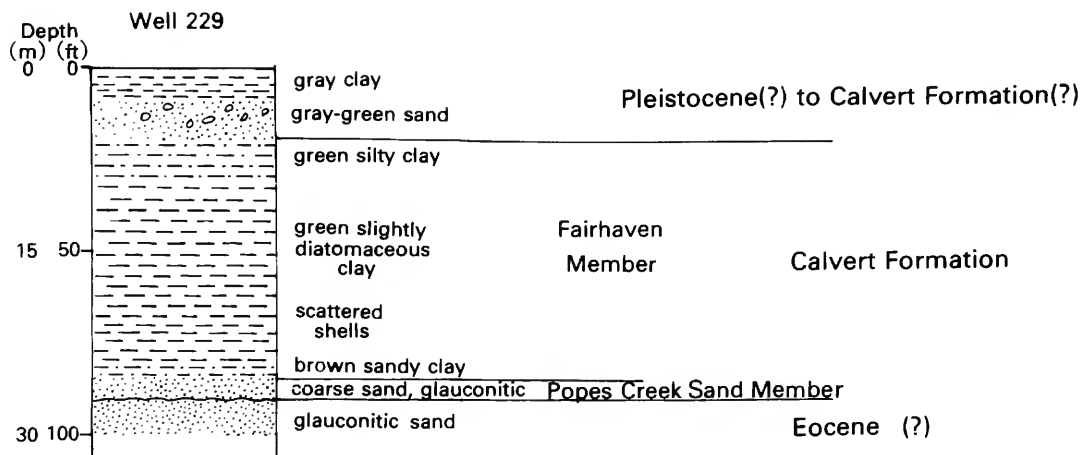 Well 229
Depth
(m) (ft)
0 0
gray clay
Pleistocene(?) to Calvert Formation(?)
gray-green sand
green silty clay
green slightly
diatomaceous
clay
Fairhaven
Member
15 50
Calvert Formation
scattered
shells
brown sandy clay
coarse sand, glauconitic Popes Creek Sand Member
glauconitic sand
Eocene (?)
30 100